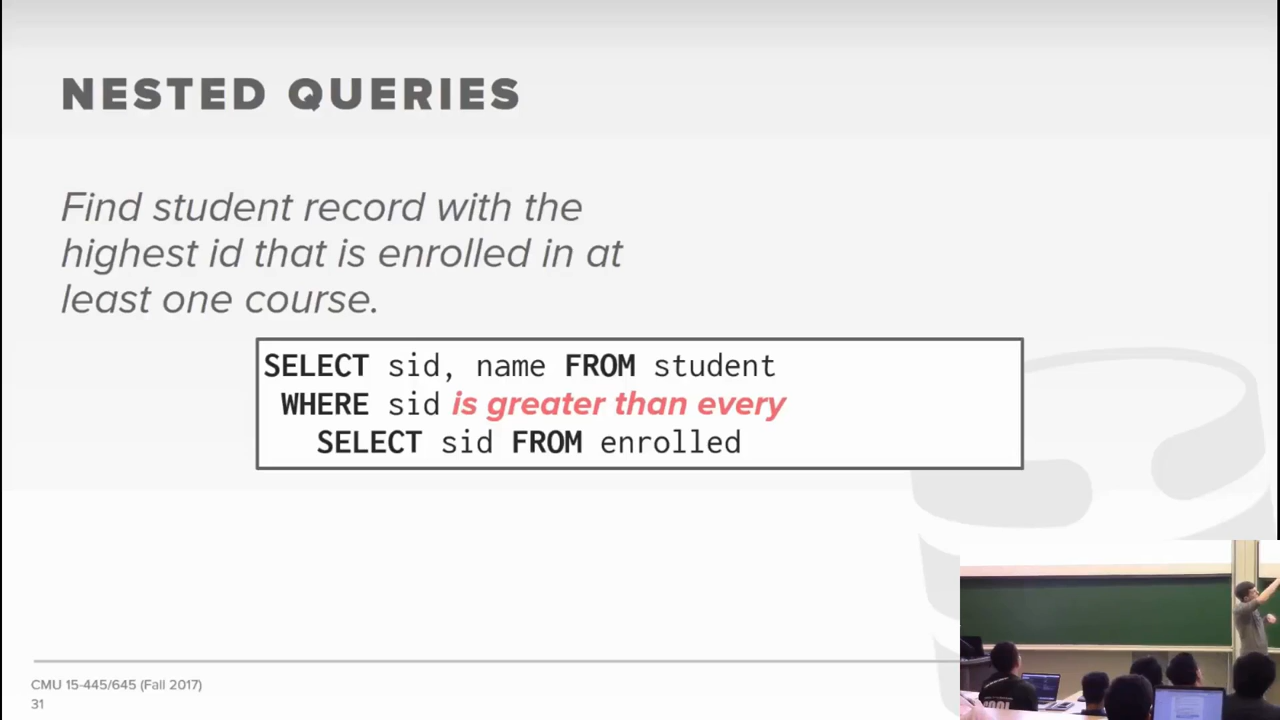 NESTED QUERIES
Find student record with the
highest id that is enrolled in at
least one course.
SELECT sid, name FROM student
WHERE sid is greater than every
SELECT sid FROM enrolled
CMU 15-445/645 (Fall 2017)
31